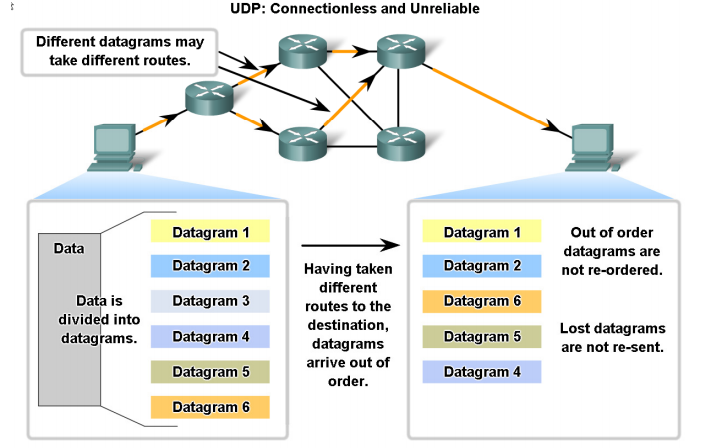 UDP: Connectionless and Unreliable
Different datagrams may
take different routes.
Data
Data is
divided into
datagrams.
Datagram 1
Datagram 2
Datagram 3
Datagram 4
Datagram 5
Datagram 6
Having taken
different
routes to the
destination,
datagrams
arrive out of
order.
Datagram 1
Datagram 2
Datagram 6
Datagram 5
Datagram 4
Out of order
datagrams are
not re-ordered.
Lost datagrams
are not re-sent.